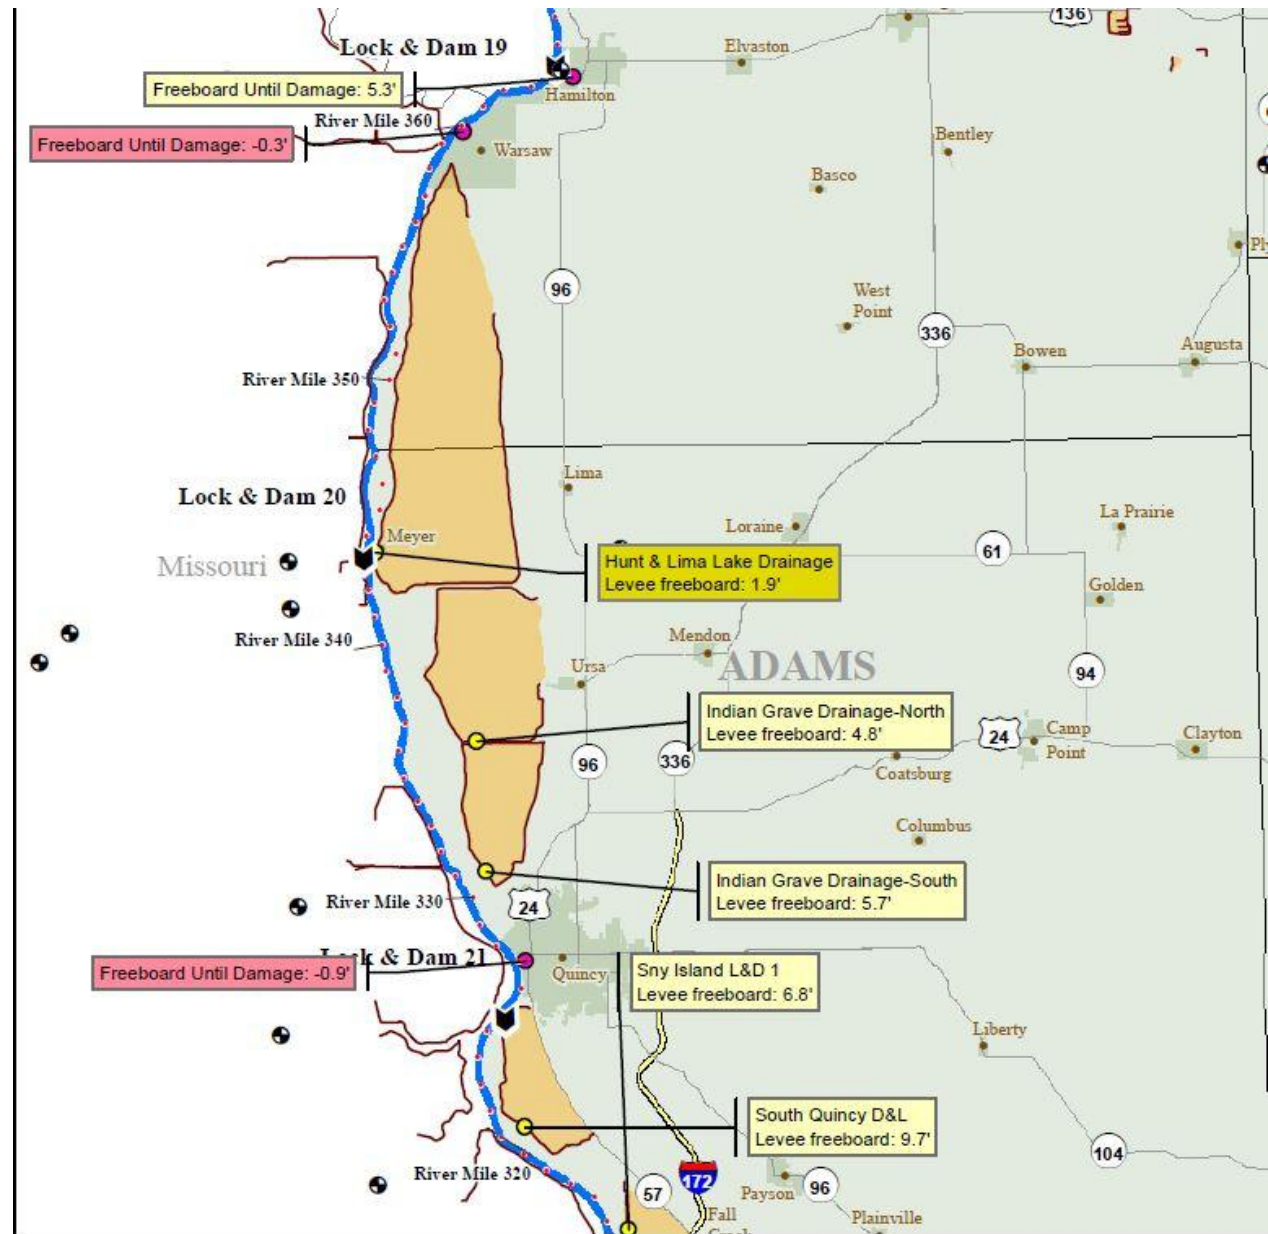 136
Lock & Dam 19
Elvaston
Freeboard Until Damage: 5.3'
Hamilton
River Mile 360
Freeboard Until Damage: -0.3'
Warsaw
Bentley
Basco
96
West
Point
336
Bowen
Augusta
River Mile 350
Lima
Lock & Dam 20
Loraine
La Prairie
Meyer
61
Missouri
Hunt & Lima Lake Drainage
Levee freeboard: 1.9'
Golden
River Mile 340
Mendon
ADAMS
Ursa
94
Indian Grave Drainage-North
Levee freeboard: 4.8'
24
Camp
Point
Clayton
96
336
Coatsburg
Columbus
Indian Grave Drainage-South
Levee freeboard: 5.7'
River Mile 330
24
Lock & Dam 21
Freeboard Until Damage: -0.9'
Quincy
Sny Island L&D 1
Levee freeboard: 6.8'
Liberty
South Quincy D&L
Levee freeboard: 9.7'
104
River Mile 320
172
57
Payson
96
Fall
Plainville